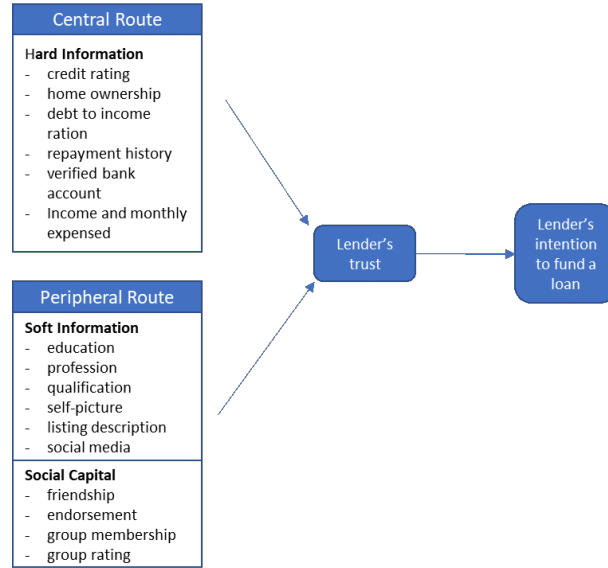 Central Route
Hard Information
- credit rating
- home ownership
- debt to income
ration
- repayment history
- verified bank
account
- Income and monthly
expensed
Peripheral Route
Soft Information
- education
- profession
- qualification
- self-picture
- listing description
- social media
Social Capital
- friendship
- endorsement
- group membership
- group rating
Lender's
trust
Lender's
intention
to fund a
loan